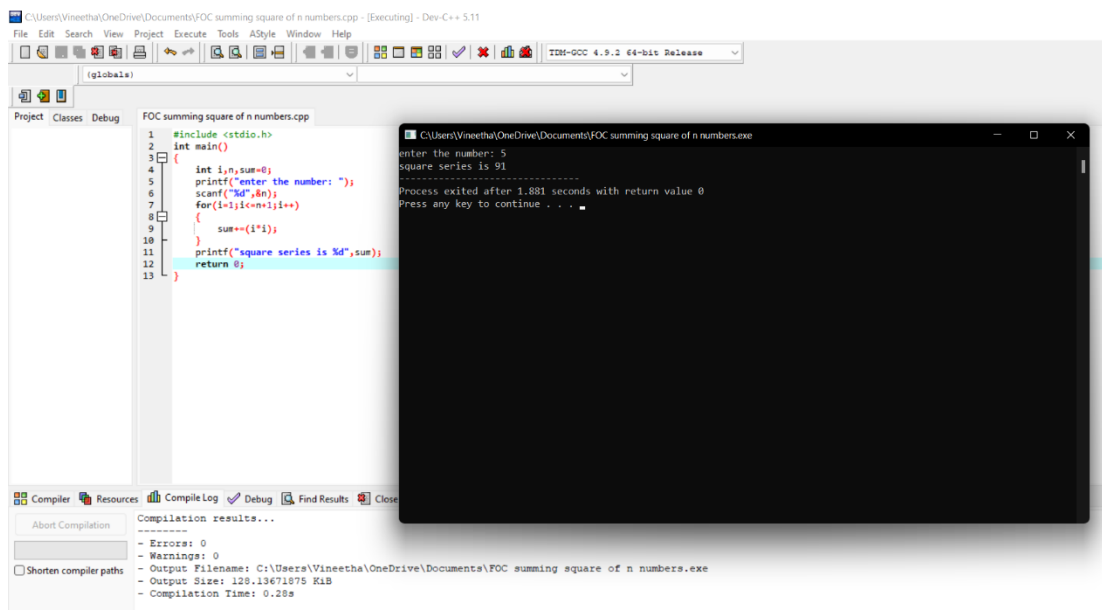 C:\Users\Vineetha\OneDrive\Documents\FOC summing square of n numbers.cpp - [Executing] - Dev-C++ 5.11
File Edit Search View Project Execute Tools AStyle Window Help
TDM-GCC 4.9.2 64-bit Release
(globals)
Project Classes Debug
FOC summing square of n numbers.cpp
1 #include <stdio.h>
2 int main()
3 {
4 int i,n,sum=0;
5 printf("enter the number: ");
6 scanf("%d",&n);
7 for(i=1;i<=n+1;i++)
8 {
9 sum+=(i*i);
10 }
11 printf("square series is %d",sum);
12 return 0;
13 }
C:\Users\Vineetha\OneDrive\Documents\FOC summing square of n numbers.exe
enter the number: 5
square series is 91
--------------------------------
Process exited after 1.881 seconds with return value 0
Press any key to continue . . .
Compiler Resources Compile Log Debug Find Results Close
Abort Compilation
Shorten compiler paths
Compilation results...
--------
- Errors: 0
- Warnings: 0
- Output Filename: C:\Users\Vineetha\OneDrive\Documents\FOC summing square of n numbers.exe
- Output Size: 128.13671875 KiB
- Compilation Time: 0.28s